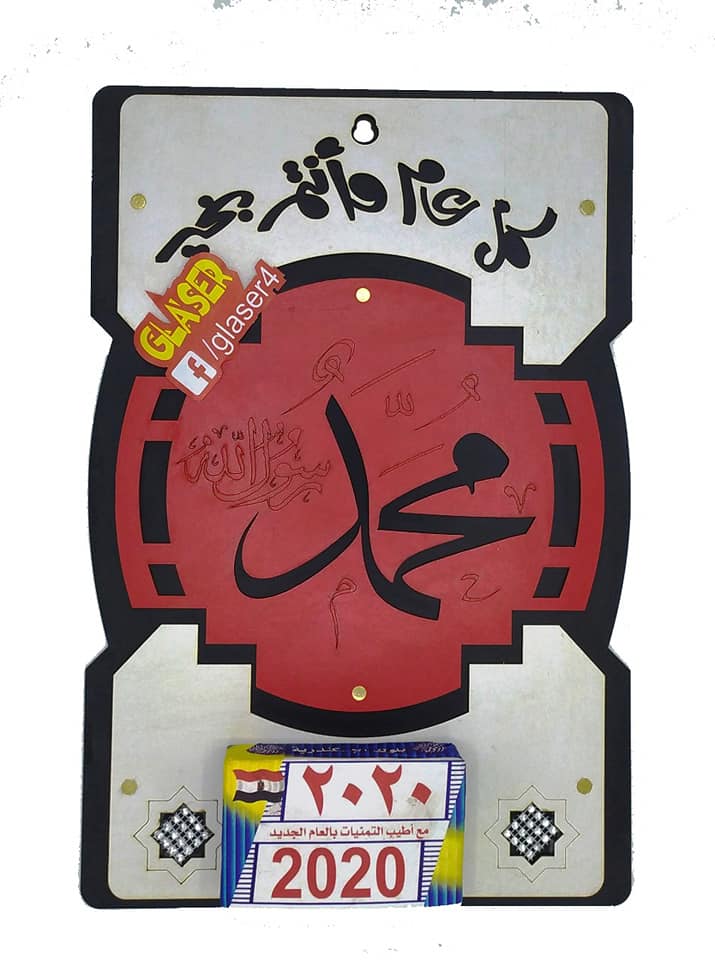 كل عام وأنتم بخير
GLASER
f/glaser4
محمد
رسول الله
٢٠٢٠
مع أطيب التمنيات بالعام الجديد
2020